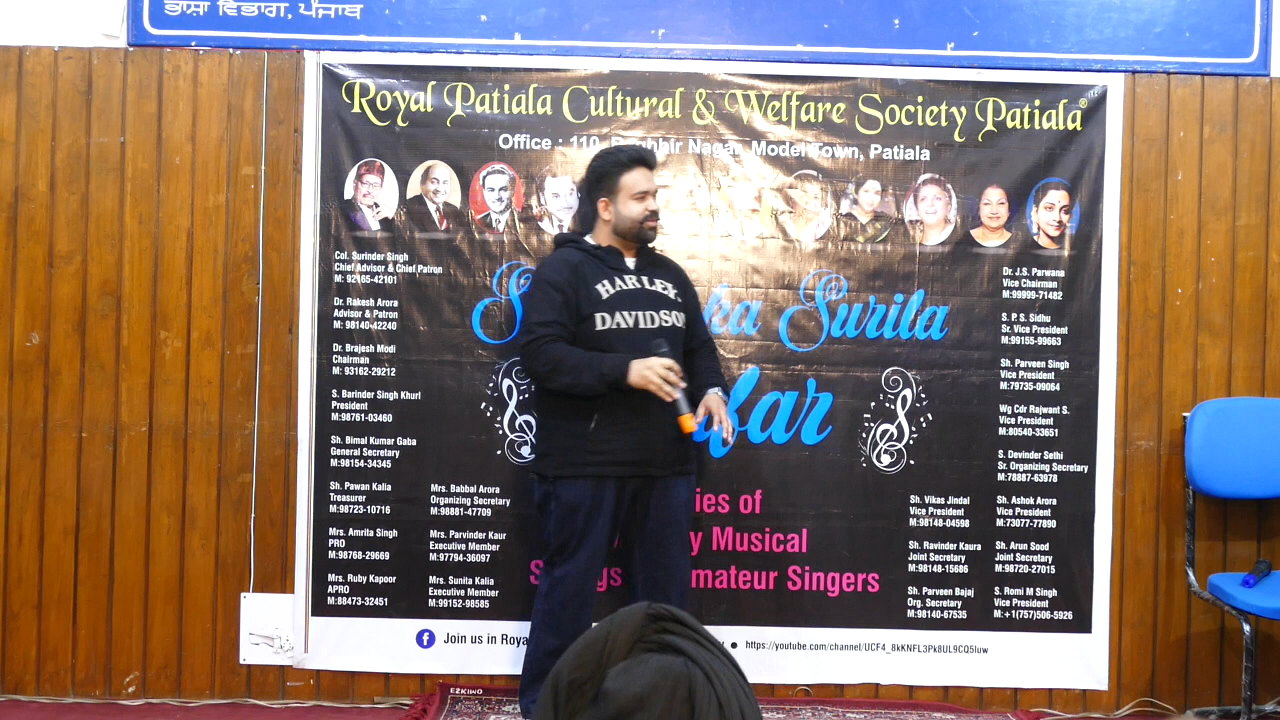 ਭਾਸ਼ਾ ਵਿਭਾਗ, ਪੰਜਾਬ
Royal Patiala Cultural & Welfare Society Patiala®
Office : 110, Nagar, Model Town, Patiala
Col. Surinder Singh
Chief Advisor & Chief Patron
M: 92165-42101
Dr. Rakesh Arora
Advisor & Patron
M: 98140-42240
Dr. Brajesh Modi
Chairman
M: 93162-29212
S. Barinder Singh Khurl
President
M:98761-03460
Sh. Bimal Kumar Gaba
General Secretary
M:98154-34345
Sh. Pawan Kalia
Treasurer
M:98723-10716
Mrs. Amrita Singh
PRO
M:98768-29669
Mrs. Ruby Kapoor
APRO
M:88473-32451
Mrs. Babbal Arora
Organizing Secretary
M:98881-47709
Mrs. Parvinder Kaur
Executive Member
M:97794-36097
Mrs. Sunita Kalia
Executive Member
M:99152-98585
HARLEY
DAVIDSON
ka Surila
far
ies of
y Musical
mateur Singers
Dr. J.S. Parwana
Vice Chairman
M:99999-71482
S. P. S. Sidhu
Sr. Vice President
M:99155-99663
Sh. Parveen Singh
Vice President
M:79735-09064
Wg Cdr Rajwant S.
Vice President
M:80540-33651
S. Devinder Sethi
Sr. Organizing Secretary
M:78887-63978
Sh. Vikas Jindal
Vice President
M:98148-04598
Sh. Ashok Arora
Vice President
M:73077-77890
Sh. Ravinder Kaura
Joint Secretary
M:98148-15686
Sh. Arun Sood
Joint Secretary
M:98720-27015
Sh. Parveen Bajaj
Org. Secretary
M:98140-67535
S. Romi M Singh
Vice President
M:+1(757)506-5926
f Join us in Roya
https://youtube.com/channel/UCF4_8kKNFL3Pk8UL9CQ5luw
EZKIWO